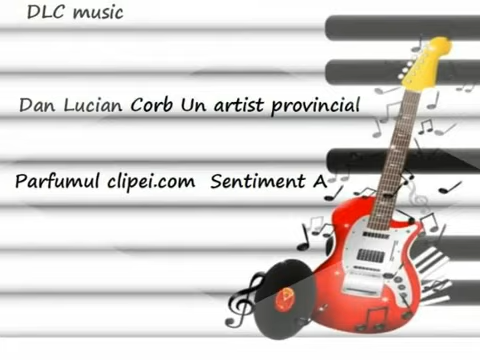 DLC music
Dan Lucian Corb Un artist provincial
Parfumul clipei.com Sentiment A